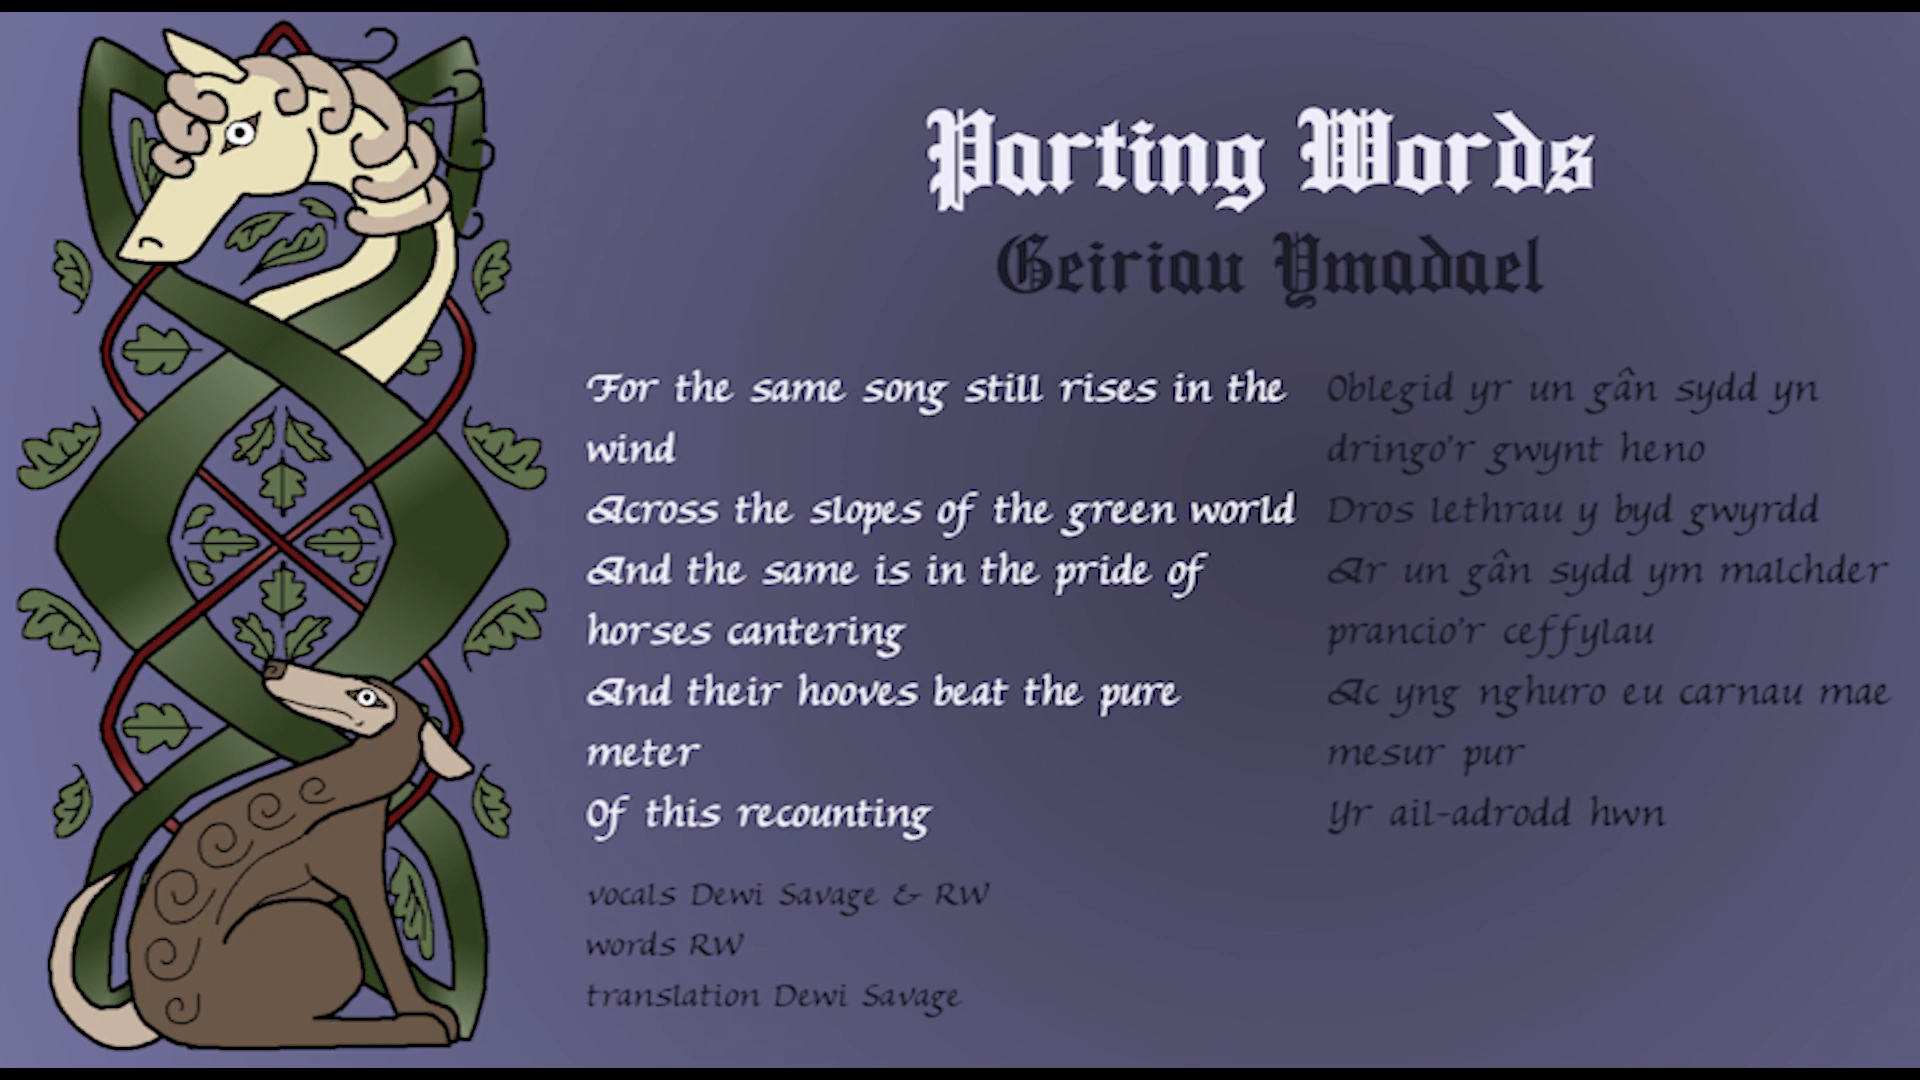 Parting Words
Geiriau Ymadael
For the same song still rises in the
wind
Across the slopes of the green world
And the same is in the pride of
horses cantering
And their hooves beat the pure
meter
Of this recounting
Oblegid yr un gân sydd yn
dringo'r gwynt heno
Dros lethrau y byd gwyrdd
Ar un gân sydd ym malchder
prancio'r ceffylau
Ac yng nghuro eu carnau mae
mesur pur
Yr ail-adrodd hwn
vocals Dewi Savage & RW
words RW
translation Dewi Savage